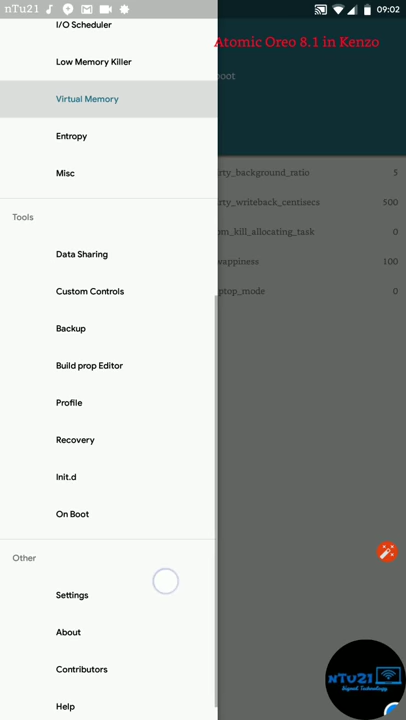 nTu21 09:02
I/O Scheduler
Atomic Oreo 8.1 in Kenzo
Low Memory Killer
oot
Virtual Memory
Entropy
Misc
rty_background_ratio 5
rty_writeback_centisecs 500
Tools
om_kill_allocating_task 0
Data Sharing
wappiness 100
Custom Controls
ptop_mode 0
Backup
Build prop Editor
Profile
Recovery
Init.d
On Boot
Other
Settings
About
Contributors
Help
nTu21
Signal Technology